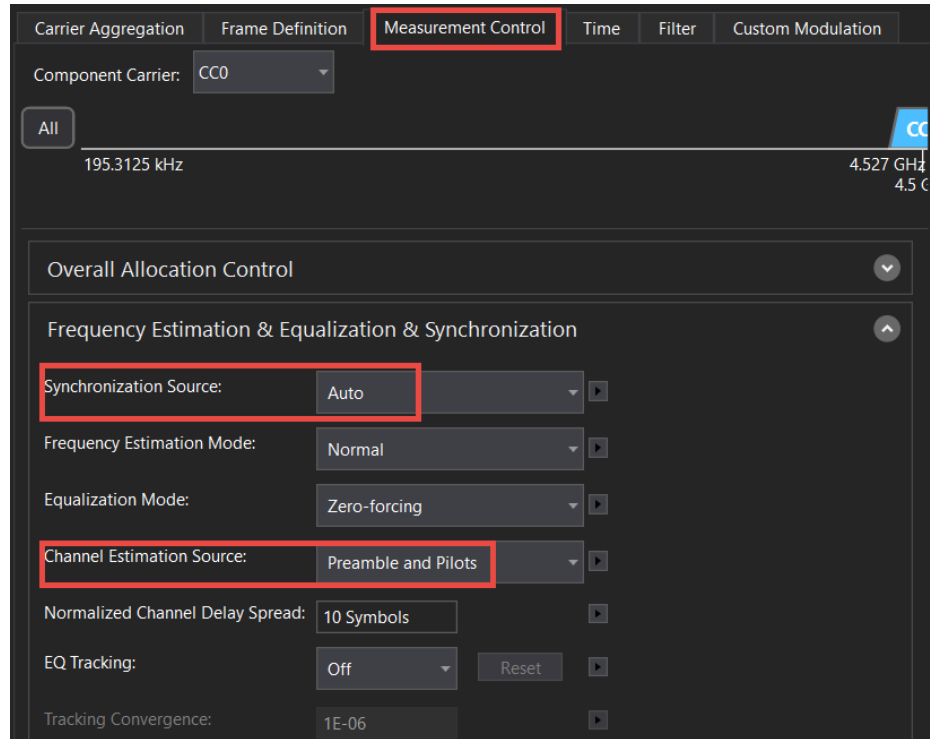 Carrier Aggregation Frame Definition Measurement Control Time Filter Custom Modulation
Component Carrier: CC0
All
195.3125 kHz 4.527 GHz
4.5
Overall Allocation Control
Frequency Estimation & Equalization & Synchronization
Synchronization Source: Auto
Frequency Estimation Mode: Normal
Equalization Mode: Zero-forcing
Channel Estimation Source: Preamble and Pilots
Normalized Channel Delay Spread: 10 Symbols
EQ Tracking: Off Reset
Tracking Convergence: 1E-06